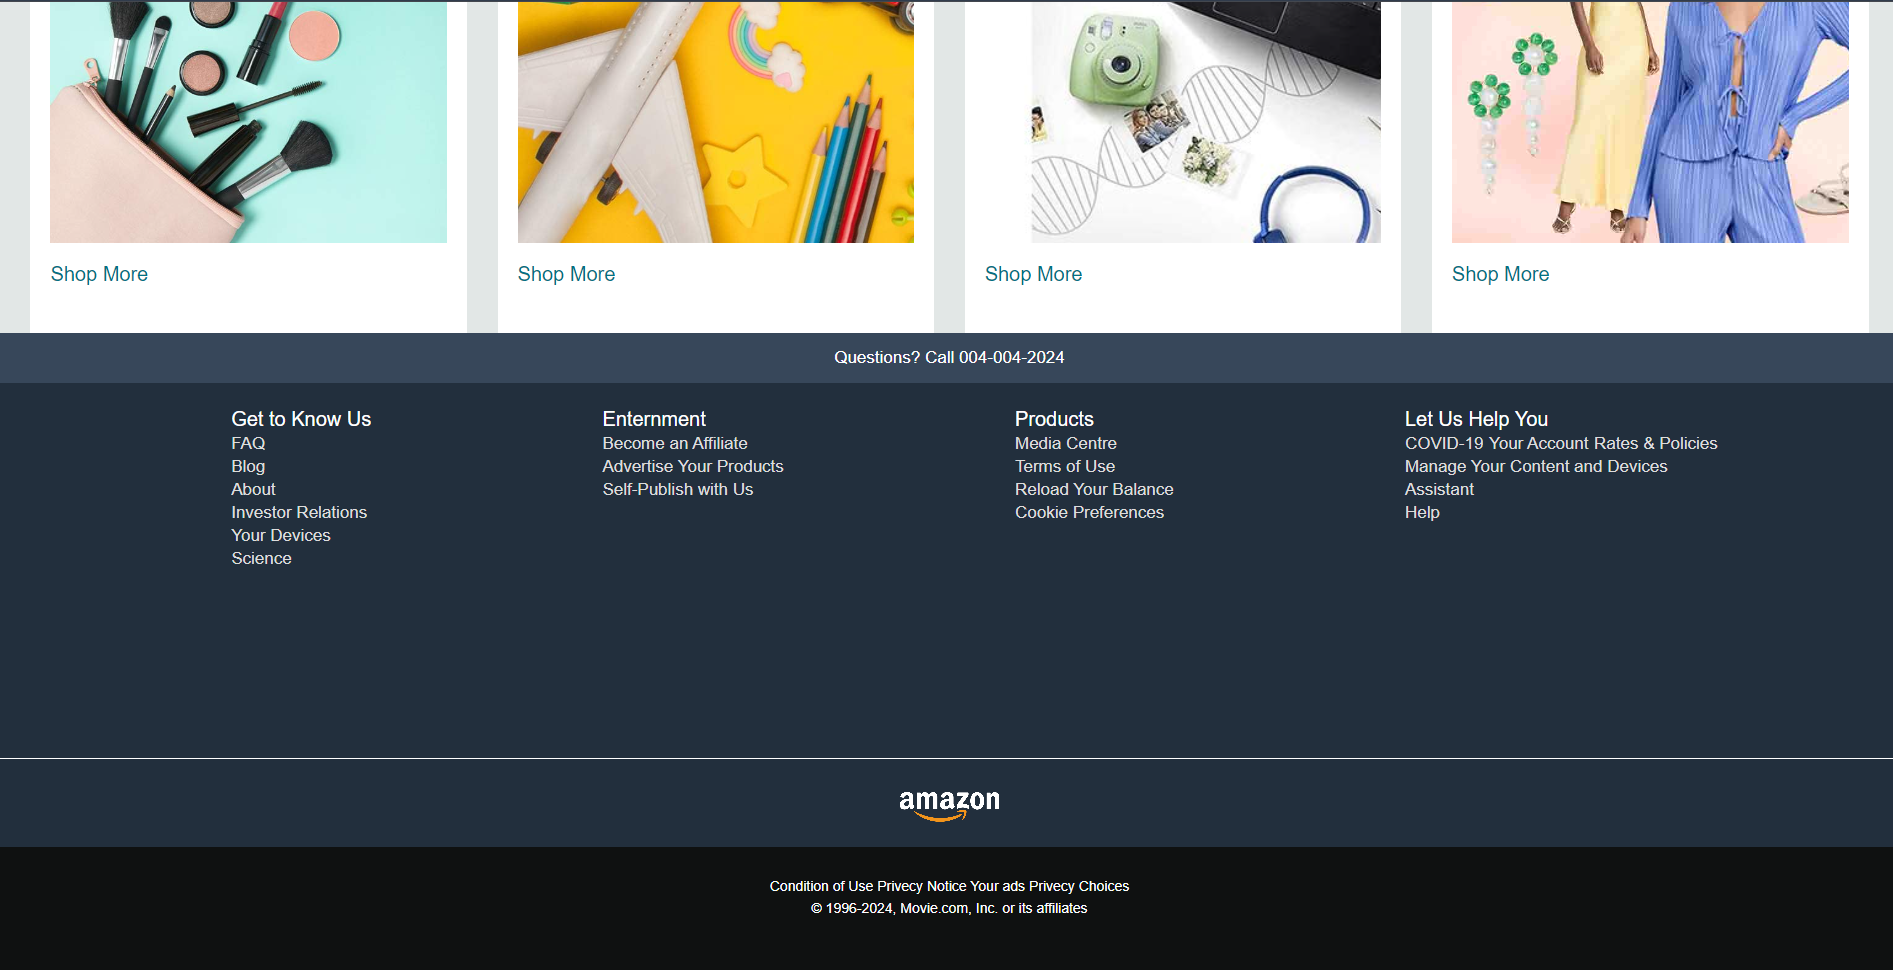 Shop More
Shop More
Shop More
Shop More
Questions? Call 004-004-2024
Get to Know Us
FAQ
Blog
About
Investor Relations
Your Devices
Science
Enternment
Become an Affiliate
Advertise Your Products
Self-Publish with Us
Products
Media Centre
Terms of Use
Reload Your Balance
Cookie Preferences
Let Us Help You
COVID-19 Your Account Rates & Policies
Manage Your Content and Devices
Assistant
Help
amazon
Condition of Use Privecy Notice Your ads Privecy Choices
© 1996-2024, Movie.com, Inc. or its affiliates